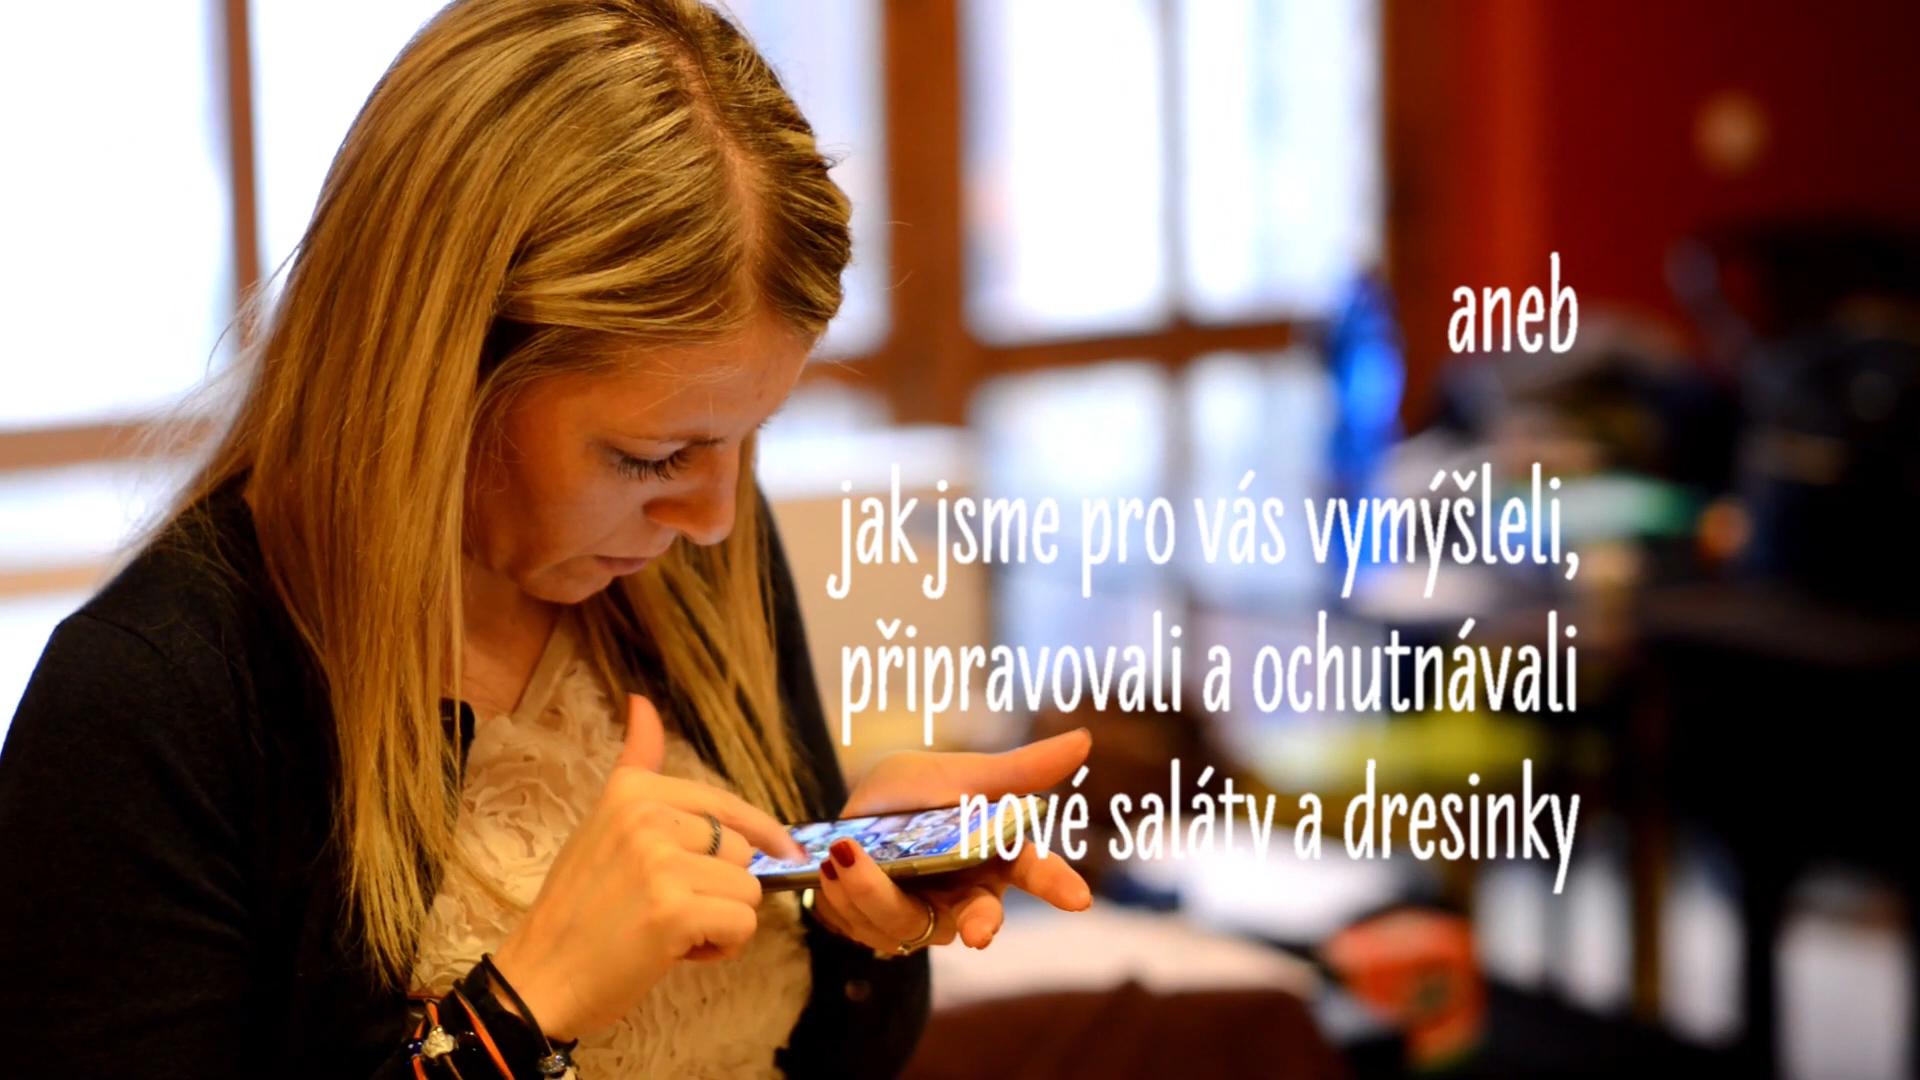 aneb
jak jsme pro vás vymýšleli,
připravovali a ochutnávali
nové saláty a dresinky